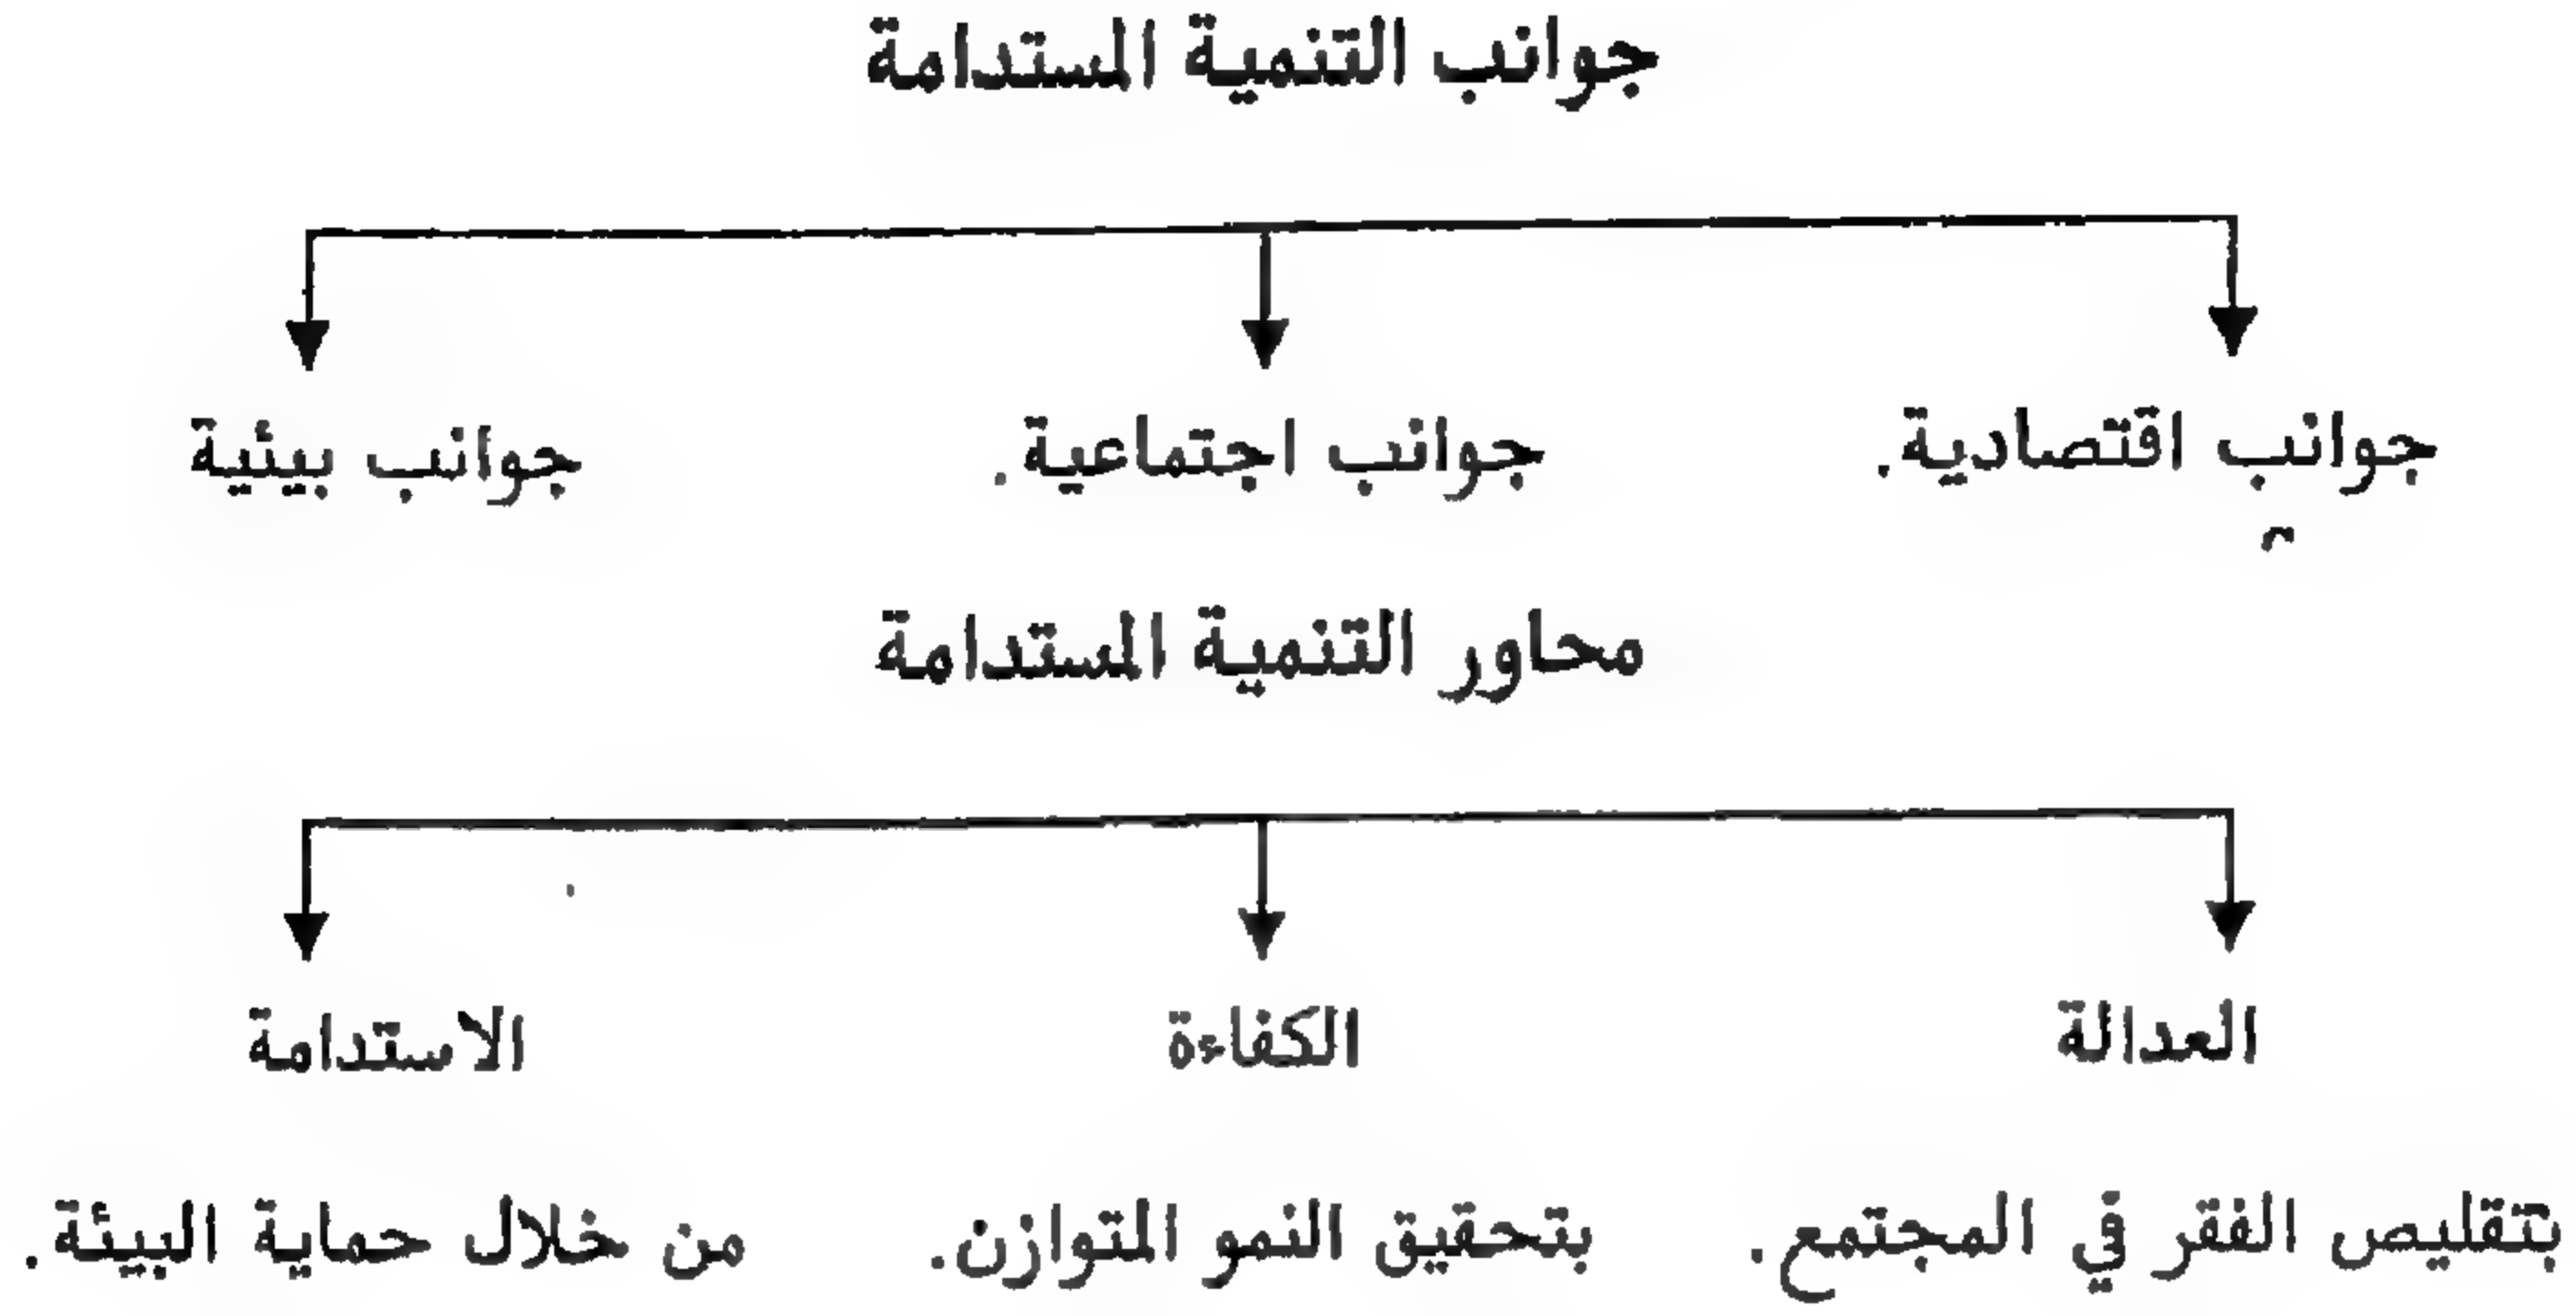 جوانب التنمية المستدامة
جوانب اقتصادية. جوانب اجتماعية. جوانب بيئية
محاور التنمية المستدامة
العدالة الكفاءة الاستدامة
بتقليص الفقر في المجتمع. بتحقيق النمو المتوازن. من خلال حماية البيئة.